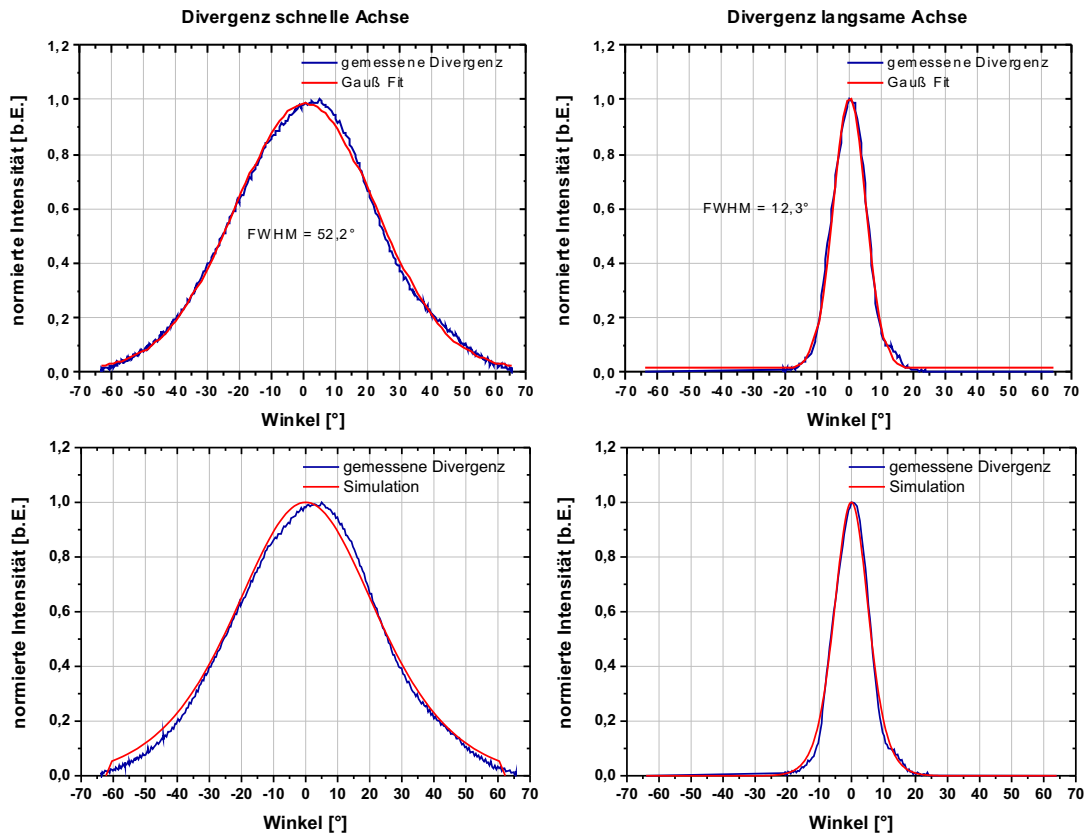 Divergenz schnelle Achse
1,2
1,0
0,8
0,6
0,4
0,2
0,0
normierte Intensität [b.E.]
gemessene Divergenz
Gauß Fit
FWHM = 52,2°
-70 -60 -50 -40 -30 -20 -10 0 10 20 30 40 50 60 70
Winkel [°]
Divergenz langsame Achse
1,2
1,0
0,8
0,6
0,4
0,2
0,0
normierte Intensität [b.E.]
gemessene Divergenz
Gauß Fit
FWHM = 12,3°
-70 -60 -50 -40 -30 -20 -10 0 10 20 30 40 50 60 70
Winkel [°]
1,2
1,0
0,8
0,6
0,4
0,2
0,0
normierte Intensität [b.E.]
gemessene Divergenz
Simulation
-70 -60 -50 -40 -30 -20 -10 0 10 20 30 40 50 60 70
Winkel [°]
1,2
1,0
0,8
0,6
0,4
0,2
0,0
normierte Intensität [b.E.]
gemessene Divergenz
Simulation
-70 -60 -50 -40 -30 -20 -10 0 10 20 30 40 50 60 70
Winkel [°]